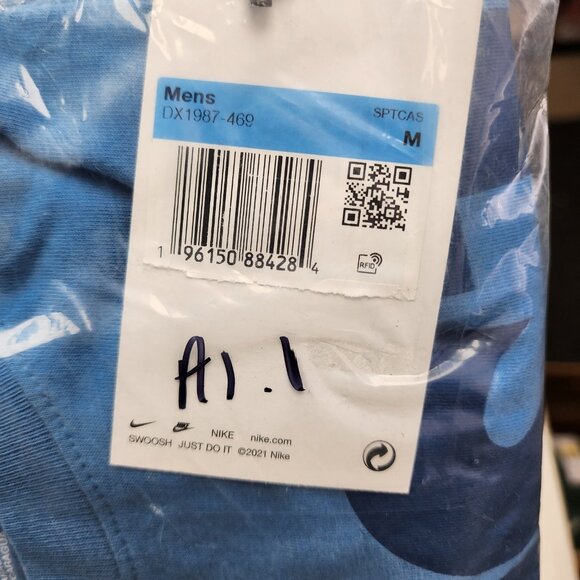 Mens
DX1987-469
SPTCAS
M
1 96150 88428 4
RFID
A1.1
NIKE nike.com
SWOOSH JUST DO IT ©2021 Nike